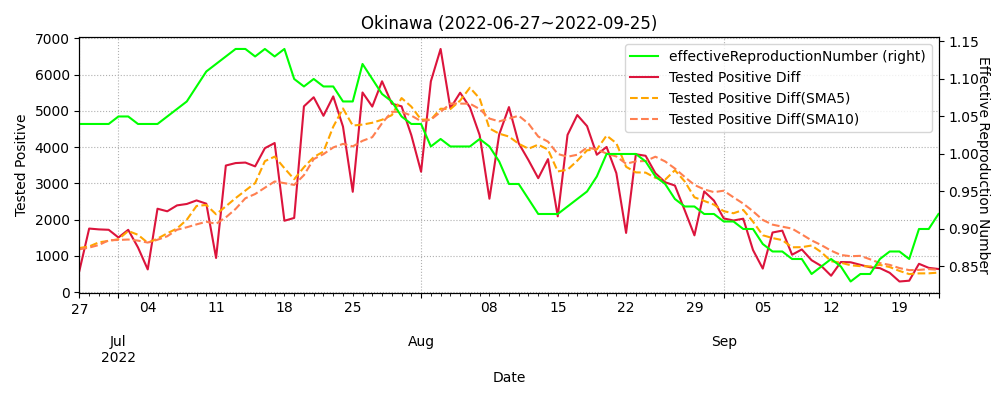 Okinawa (2022-06-27~2022-09-25)
7000
6000
5000
4000
3000
2000
1000
0
Tested Positive
effectiveReproductionNumber (right)
Tested Positive Diff
Tested Positive Diff(SMA5)
Tested Positive Diff(SMA10)
1.15
1.10
1.05
1.00
0.95
0.90
0.85
Effective Reproduction Number
27 04 11 18 25 08 15 22 29 05 12 19
Jul Aug Sep
2022
Date